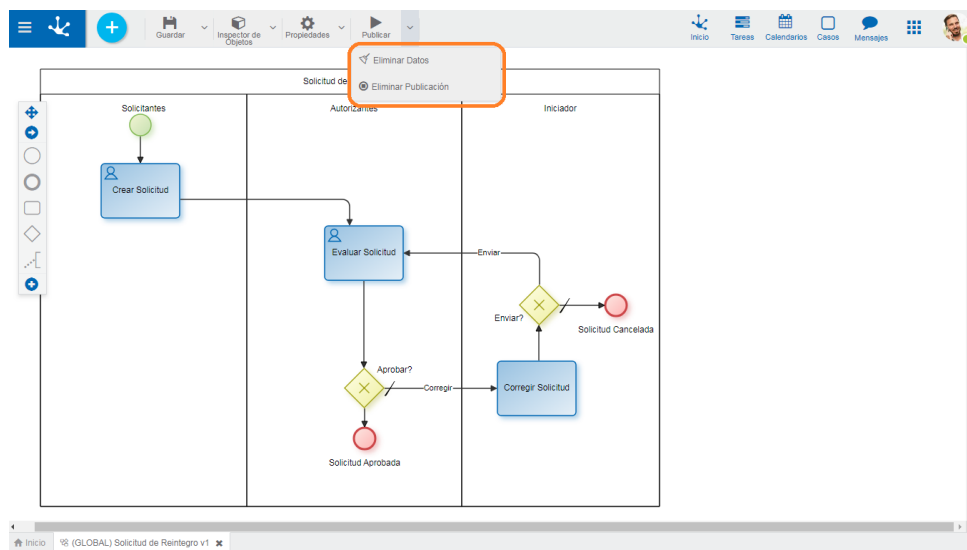 Guardar
Inspector de
Objetos
Propiedades
Publicar
Inicio
Tareas
Calendarios
Casos
Mensajes
Eliminar Datos
Eliminar Publicación
Solicitud de
Solicitantes
Autorizantes
Iniciador
Crear Solicitud
Evaluar Solicitud
Enviar
Enviar?
Solicitud Cancelada
Aprobar?
Corregir
Corregir Solicitud
Solicitud Aprobada
Inicio
(GLOBAL) Solicitud de Reintegro v1